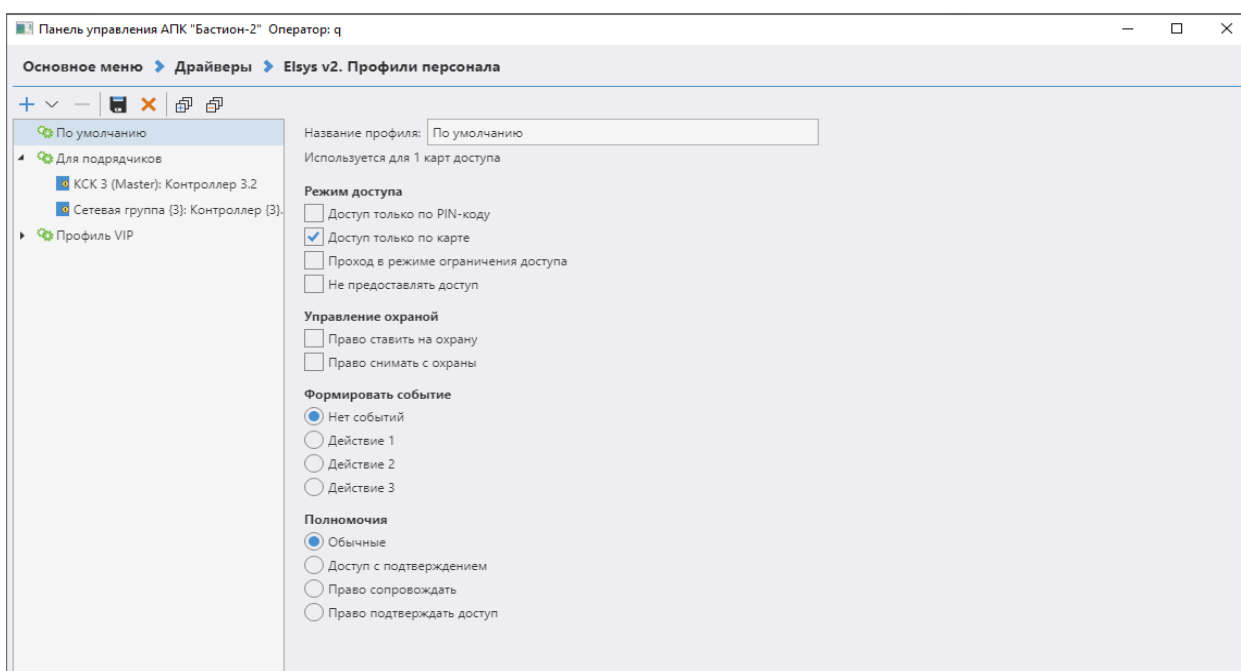 Панель управления АПК "Бастион-2" Оператор: q
Основное меню Драйверы Elsys v2. Профили персонала
По умолчанию
Для подрядчиков
КСК 3 (Master): Контроллер 3.2
Сетевая группа {3}: Контроллер {3}.
Профиль VIP
Название профиля: По умолчанию
Используется для 1 карт доступа
Режим доступа
Доступ только по PIN-коду
Доступ только по карте
Проход в режиме ограничения доступа
Не предоставлять доступ
Управление охраной
Право ставить на охрану
Право снимать с охраны
Формировать событие
Нет событий
Действие 1
Действие 2
Действие 3
Полномочия
Обычные
Доступ с подтверждением
Право сопровождать
Право подтверждать доступ